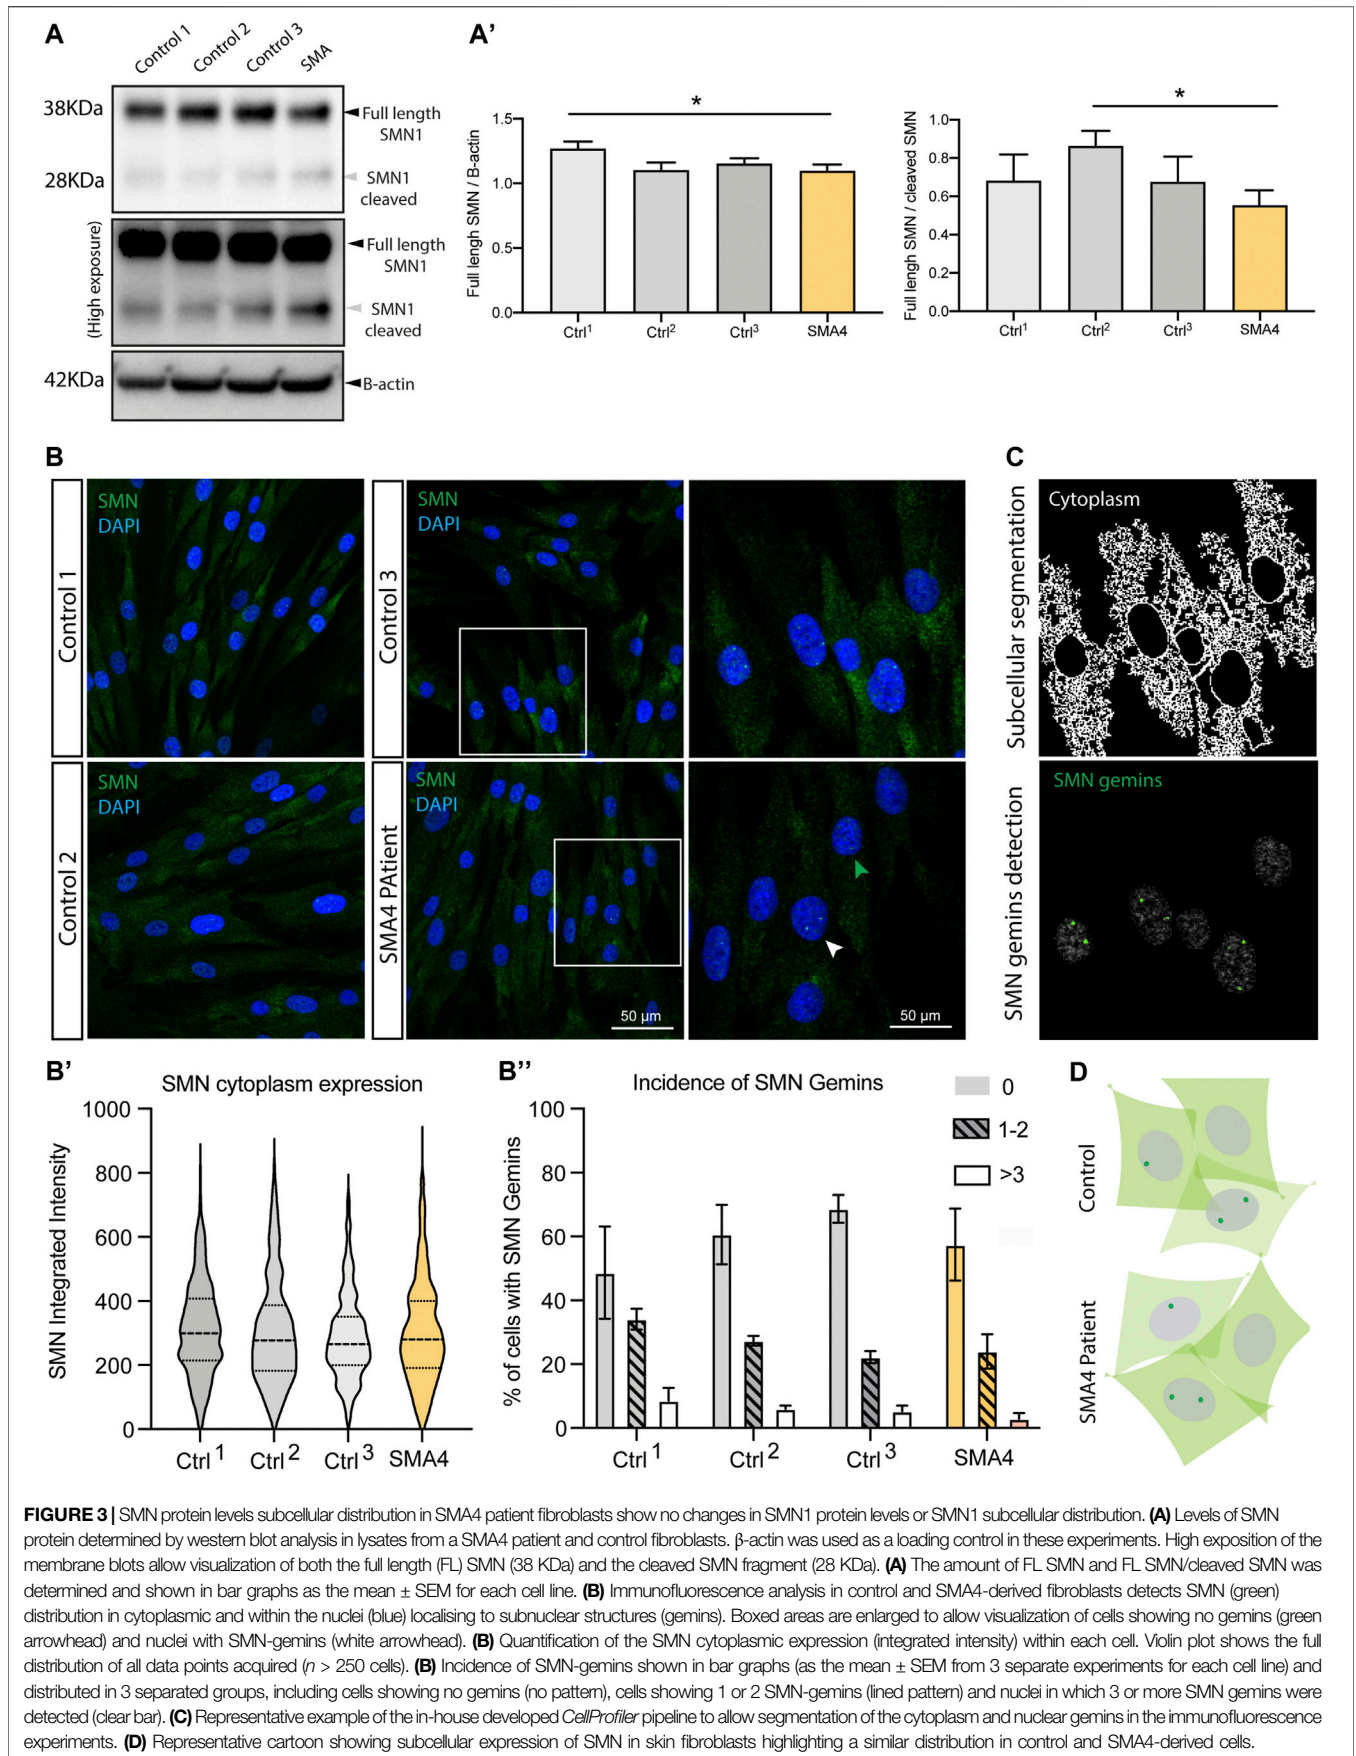 A
Control 1
Control 2
Control 3
SMA
38KDa
Full length
SMN1
28KDa
SMN1
cleaved
(High exposure)
Full length
SMN1
SMN1
cleaved
42KDa
B-actin
A'
*
Full lengh SMN / B-actin
1.5
1.0
0.5
0.0
Ctrl¹
Ctrl²
Ctrl³
SMA4
*
Full lengh SMN / cleaved SMN
1.0
0.8
0.6
0.4
0.2
0.0
Ctrl¹
Ctrl²
Ctrl³
SMA4
B
Control 1
SMN
DAPI
Control 3
SMN
DAPI
Control 2
SMN
DAPI
SMA4 PAtient
SMN
DAPI
50 µm
50 µm
C
Subcellular segmentation
Cytoplasm
SMN gemins detection
SMN gemins
B'
SMN cytoplasm expression
SMN Integrated Intensity
1000
800
600
400
200
0
Ctrl 1
Ctrl 2
Ctrl 3
SMA4
B''
Incidence of SMN Gemins
% of cells with SMN Gemins
100
80
60
40
20
0
Ctrl 1
Ctrl 2
Ctrl 3
SMA4
0
1-2
>3
D
Control
SMA4 Patient
FIGURE 3 | SMN protein levels subcellular distribution in SMA4 patient fibroblasts show no changes in SMN1 protein levels or SMN1 subcellular distribution. (A) Levels of SMN
protein determined by western blot analysis in lysates from a SMA4 patient and control fibroblasts. β-actin was used as a loading control in these experiments. High exposition of the
membrane blots allow visualization of both the full length (FL) SMN (38 KDa) and the cleaved SMN fragment (28 KDa). (A) The amount of FL SMN and FL SMN/cleaved SMN was
determined and shown in bar graphs as the mean ± SEM for each cell line. (B) Immunofluorescence analysis in control and SMA4-derived fibroblasts detects SMN (green)
distribution in cytoplasmic and within the nuclei (blue) localising to subnuclear structures (gemins). Boxed areas are enlarged to allow visualization of cells showing no gemins (green
arrowhead) and nuclei with SMN-gemins (white arrowhead). (B) Quantification of the SMN cytoplasmic expression (integrated intensity) within each cell. Violin plot shows the full
distribution of all data points acquired (n > 250 cells). (B) Incidence of SMN-gemins shown in bar graphs (as the mean ± SEM from 3 separate experiments for each cell line) and
distributed in 3 separated groups, including cells showing no gemins (no pattern), cells showing 1 or 2 SMN-gemins (lined pattern) and nuclei in which 3 or more SMN gemins were
detected (clear bar). (C) Representative example of the in-house developed CellProfiler pipeline to allow segmentation of the cytoplasm and nuclear gemins in the immunofluorescence
experiments. (D) Representative cartoon showing subcellular expression of SMN in skin fibroblasts highlighting a similar distribution in control and SMA4-derived cells.